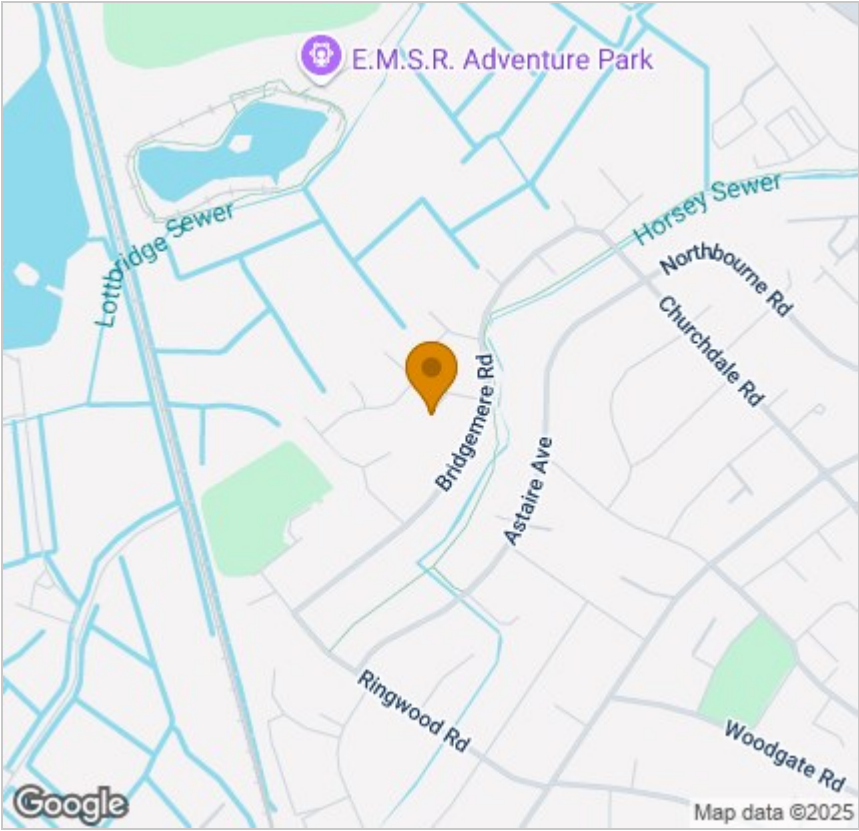 E.M.S.R. Adventure Park
Lottbridge Sewer
Horsey Sewer
Northbourne Rd
Churchdale Rd
Bridgemere Rd
Astaire Ave
Ringwood Rd
Woodgate Rd
Google
Map data ©2025